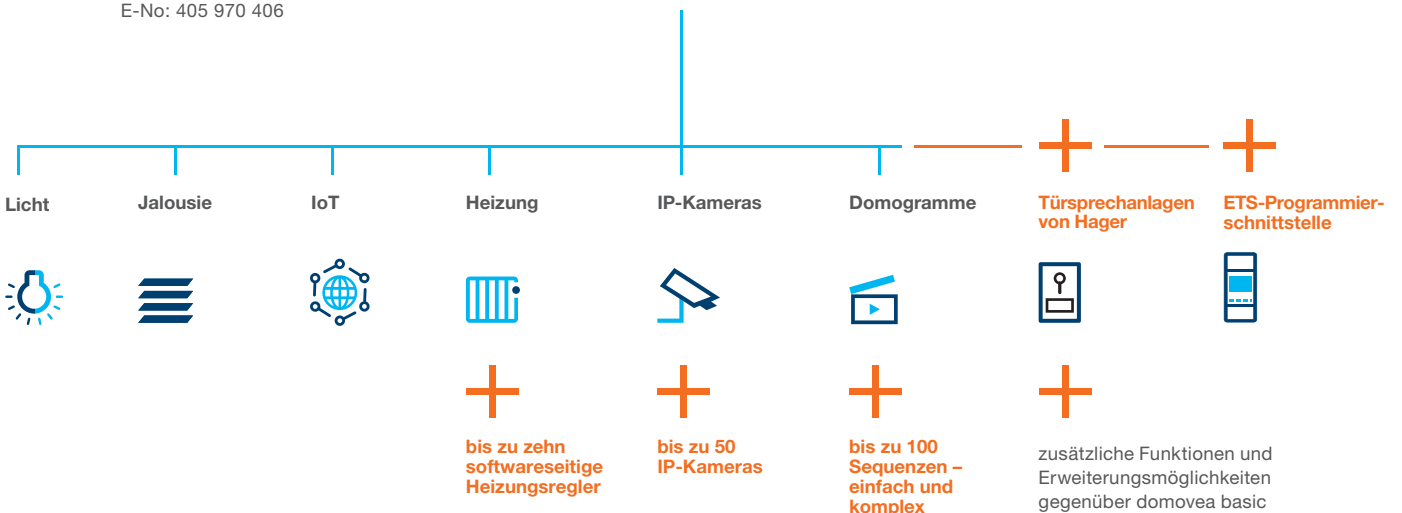 E-No: 405 970 406
Licht
Jalousie
IoT
Heizung
IP-Kameras
Domogramme
Türsprechanlagen
von Hager
ETS-Programmier-
schnittstelle
bis zu zehn
softwareseitige
Heizungsregler
bis zu 50
IP-Kameras
bis zu 100
Sequenzen –
einfach und
komplex
zusätzliche Funktionen und
Erweiterungsmöglichkeiten
gegenüber domovea basic